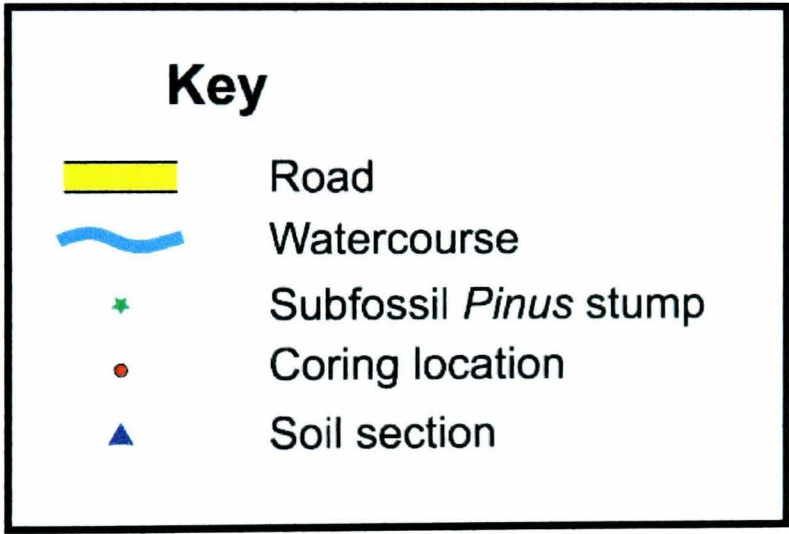 Key
Road
Watercourse
Subfossil Pinus stump
Coring location
Soil section